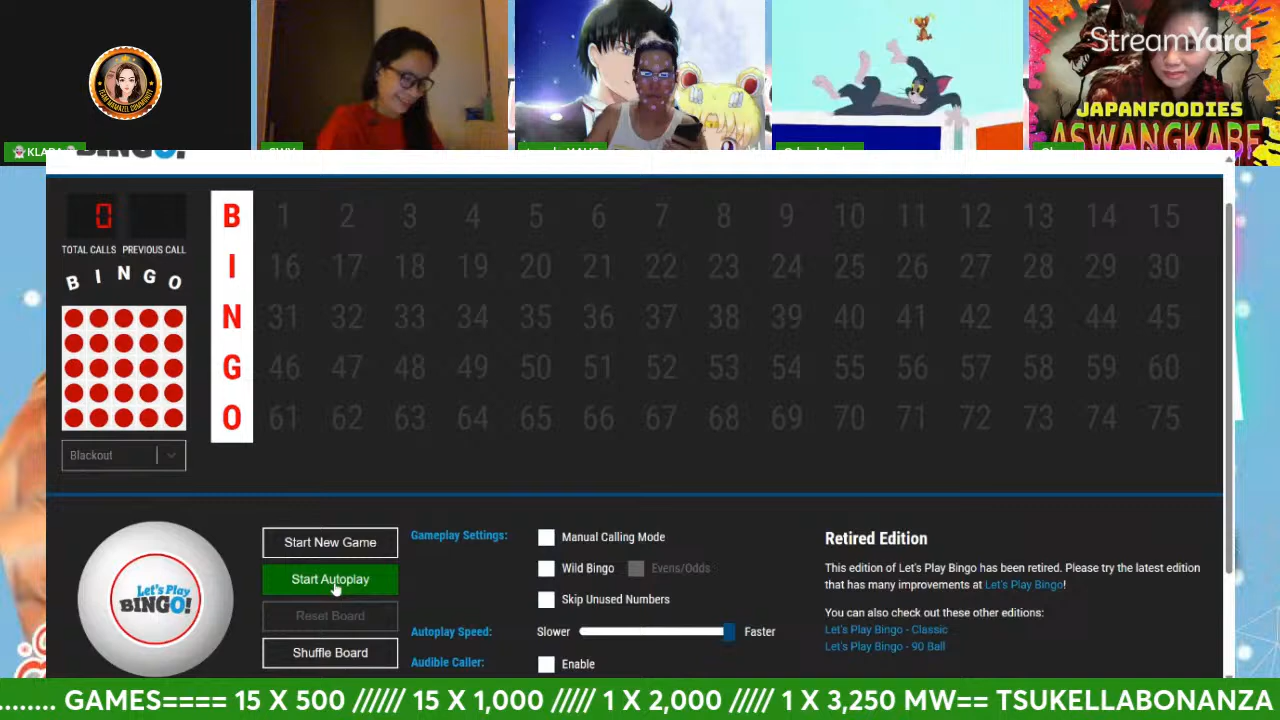 StreamYard
JAPANFOODIES
ASWANGKABE
BINGO!
0
TOTAL CALLS PREVIOUS CALL
B I N G O
Blackout
B 1 2 3 4 5 6 7 8 9 10 11 12 13 14 15
I 16 17 18 19 20 21 22 23 24 25 26 27 28 29 30
N 31 32 33 34 35 36 37 38 39 40 41 42 43 44 45
G 46 47 48 49 50 51 52 53 54 55 56 57 58 59 60
O 61 62 63 64 65 66 67 68 69 70 71 72 73 74 75
Let's Play
BINGO!
Start New Game
Start Autoplay
Reset Board
Shuffle Board
Gameplay Settings:
Manual Calling Mode
Wild Bingo Evens/Odds
Skip Unused Numbers
Autoplay Speed: Slower Faster
Audible Caller: Enable
Retired Edition
This edition of Let's Play Bingo has been retired. Please try the latest edition
that has many improvements at Let's Play Bingo!
You can also check out these other editions:
Let's Play Bingo - Classic
Let's Play Bingo - 90 Ball
........ GAMES==== 15 X 500 ////// 15 X 1,000 ///// 1 X 2,000 ///// 1 X 3,250 MW== TSUKELLABONANZA